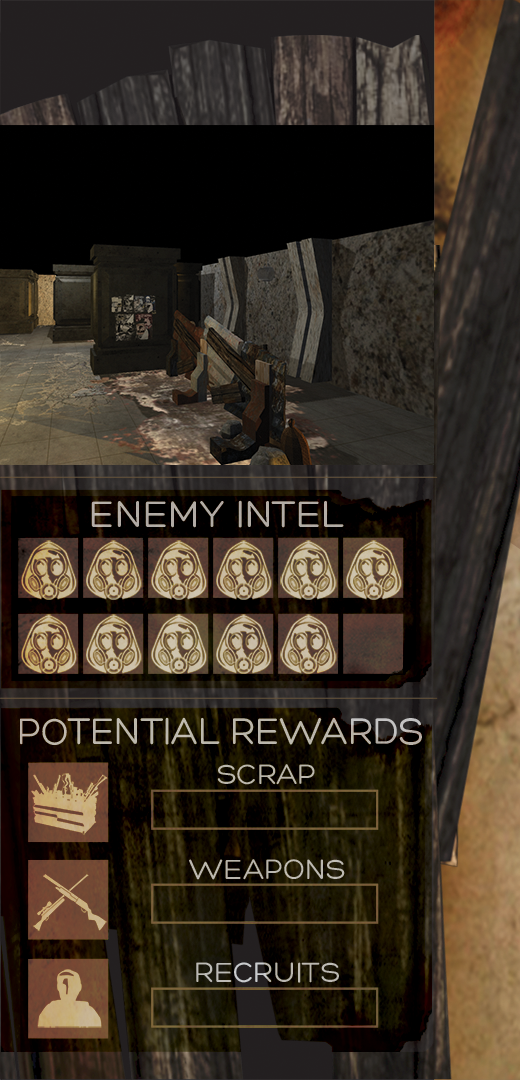 ENEMY INTEL
POTENTIAL REWARDS
SCRAP
WEAPONS
RECRUITS